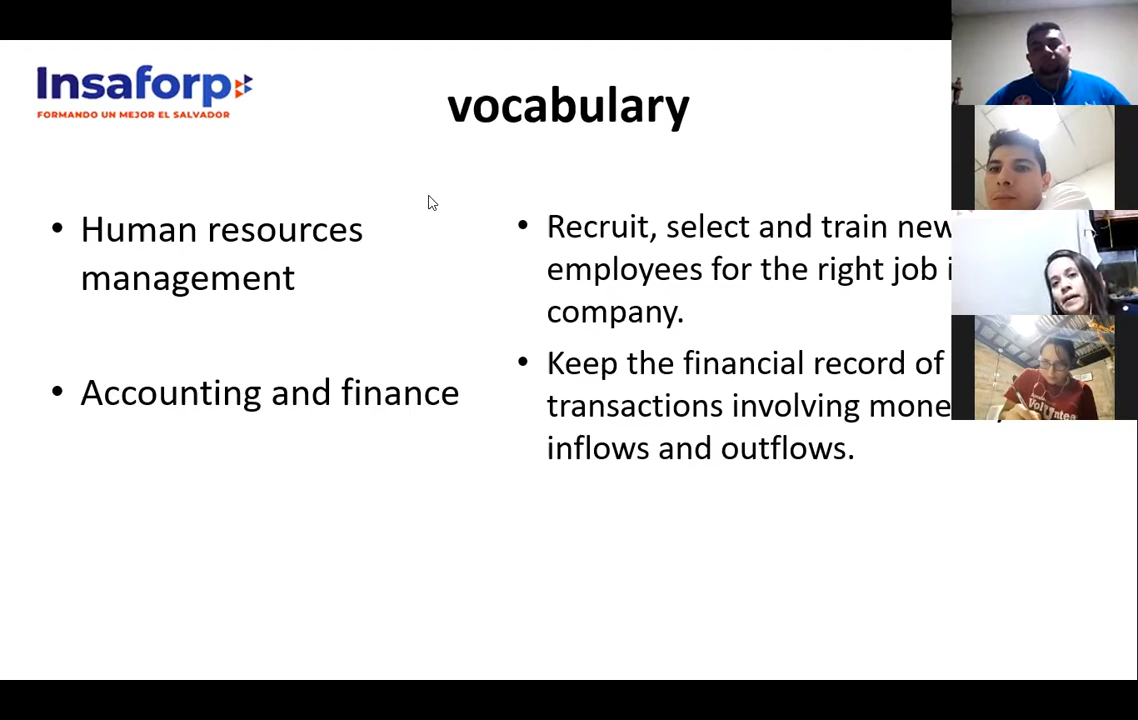 Insaforp
FORMANDO UN MEJOR EL SALVADOR
vocabulary
• Human resources
management
• Accounting and finance
• Recruit, select and train new
employees for the right job
company.
• Keep the financial record of
transactions involving
inflows and outflows.